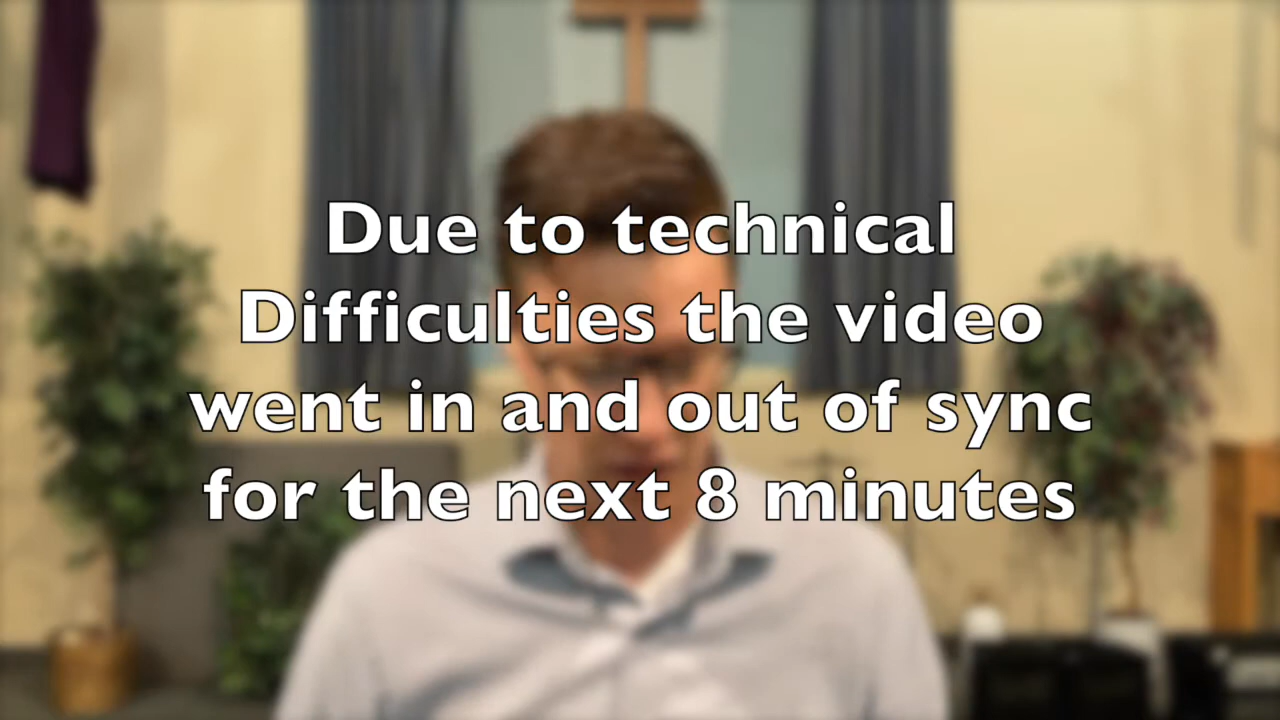 Due to technical
Difficulties the video
went in and out of sync
for the next 8 minutes